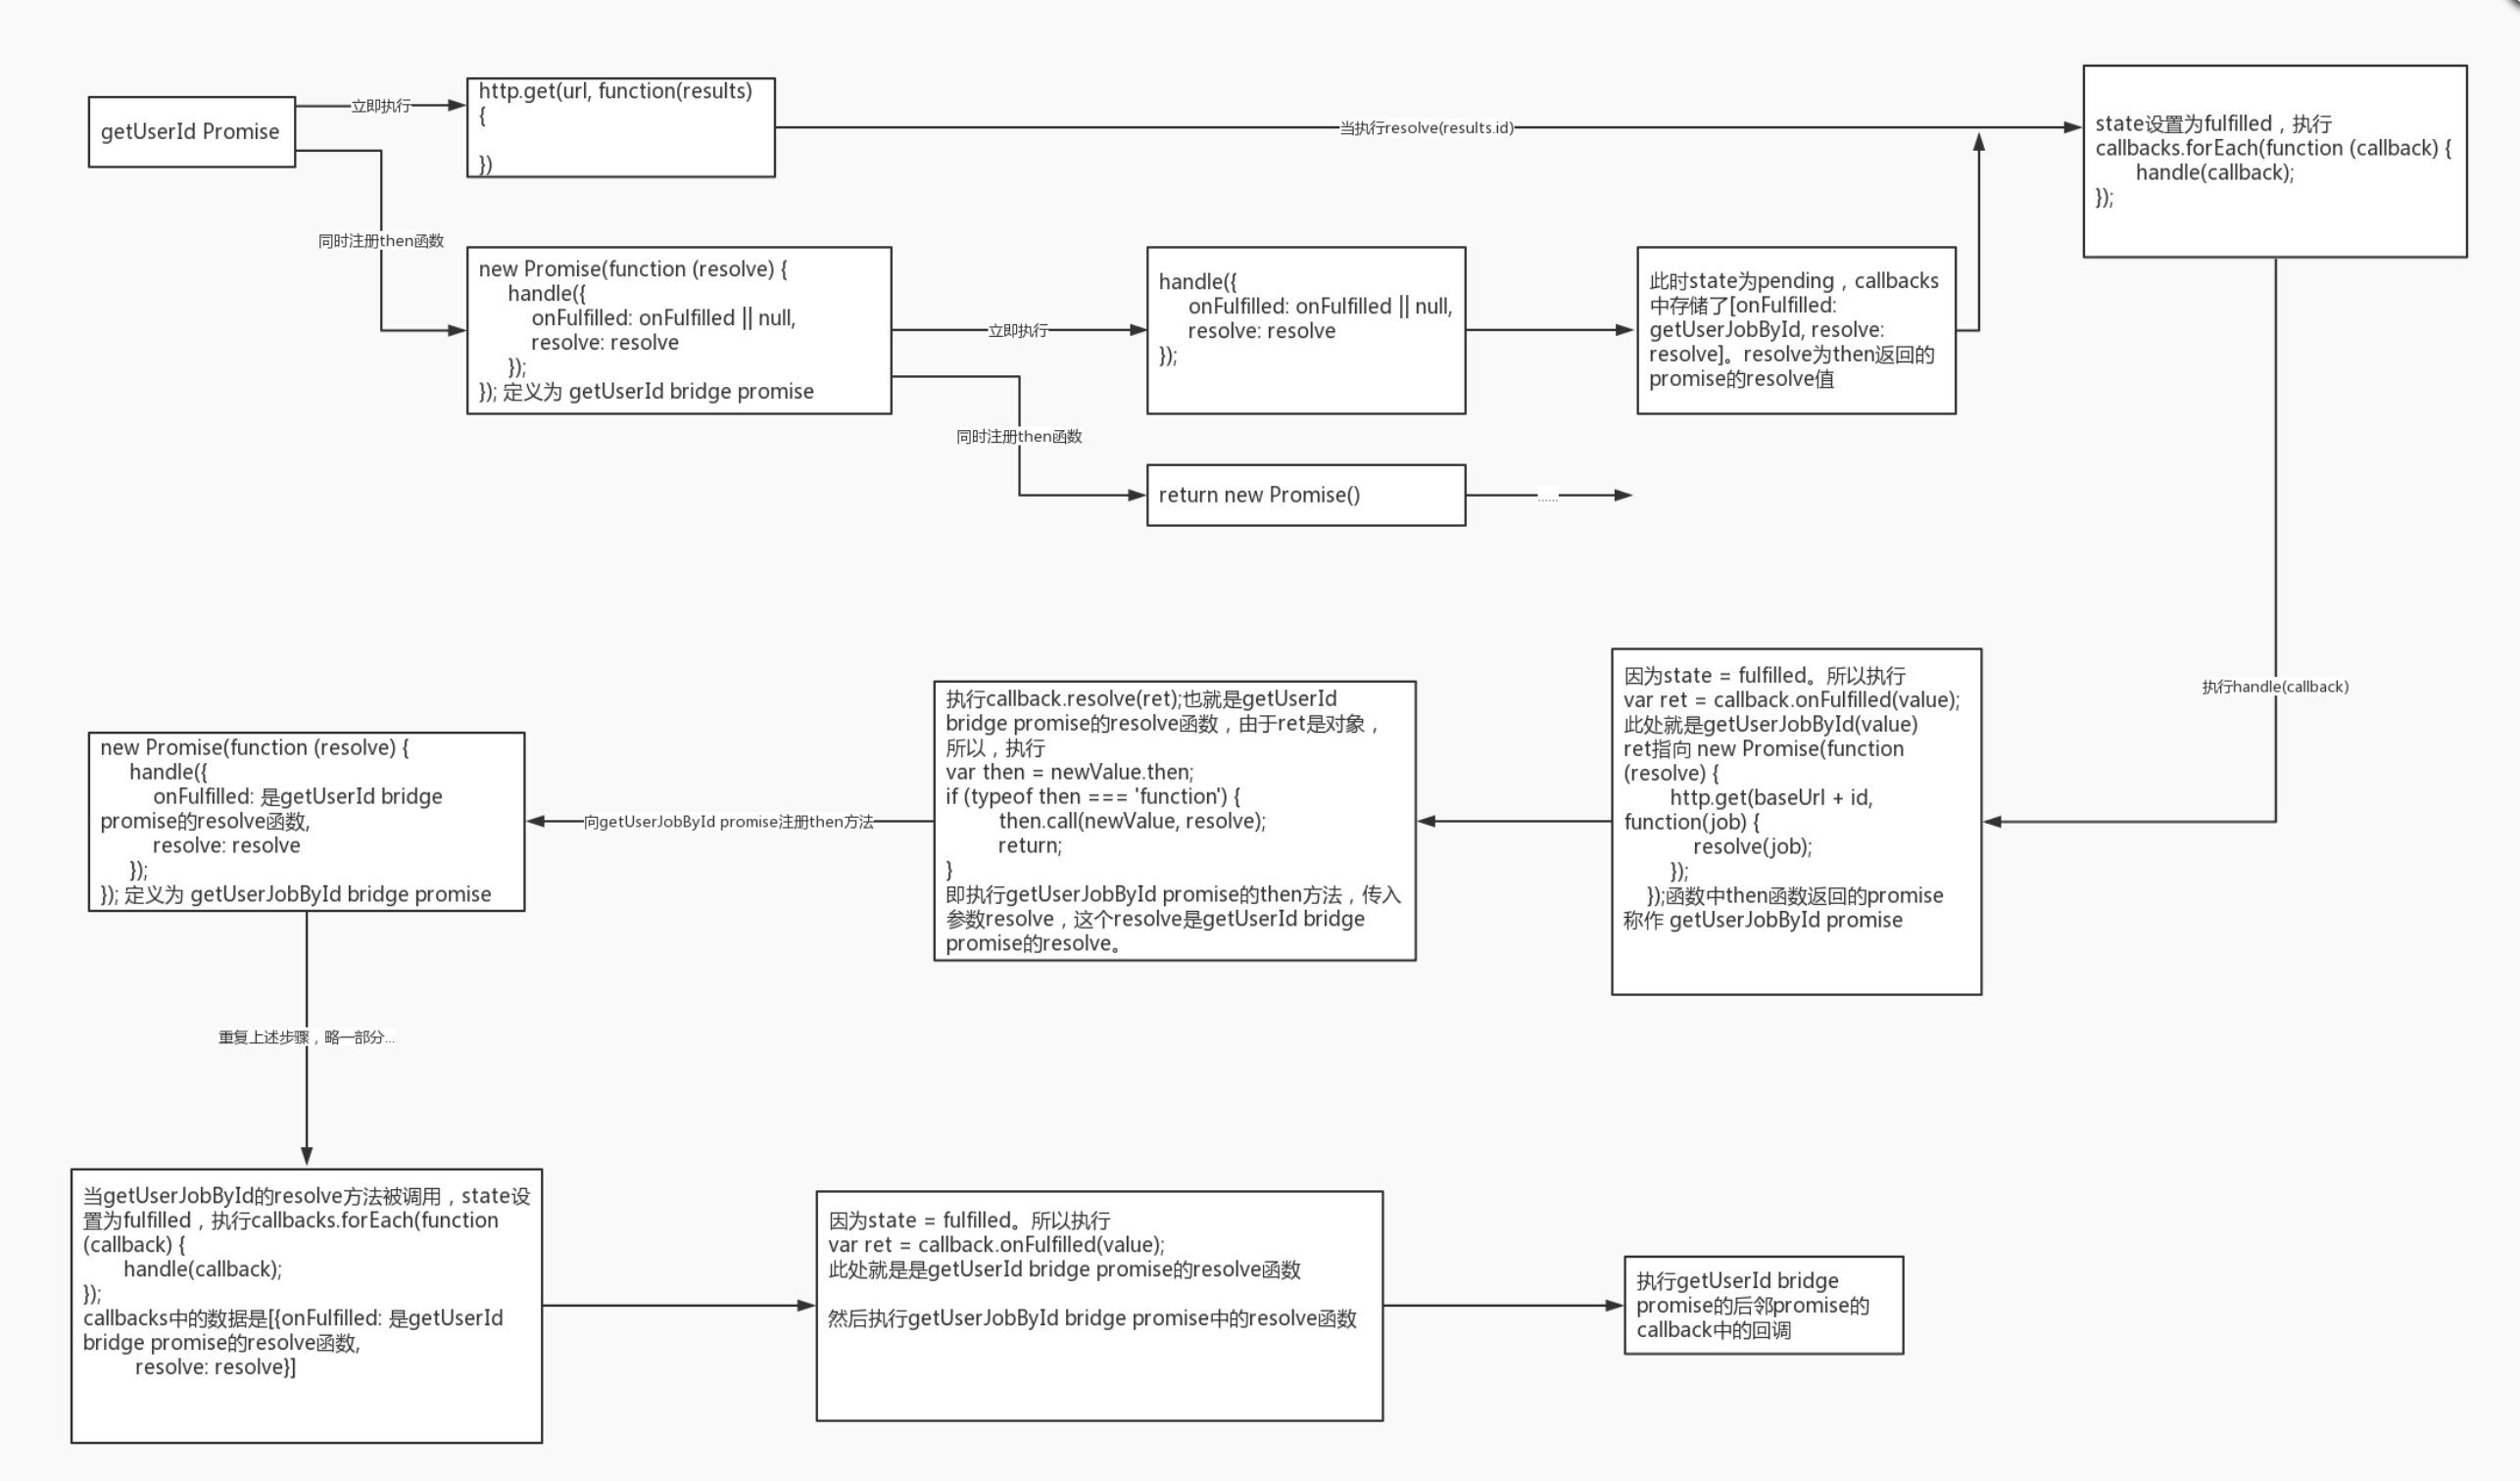 getUserId Promise
立即执行
http.get(url, function(results)
{
})
当执行resolve(results.id)
state设置为fulfilled，执行
callbacks.forEach(function (callback) {
handle(callback);
});
同时注册then函数
new Promise(function (resolve) {
handle({
onFulfilled: onFulfilled || null,
resolve: resolve
});
}); 定义为 getUserId bridge promise
立即执行
handle({
onFulfilled: onFulfilled || null,
resolve: resolve
});
此时state为pending，callbacks
中存储了[onFulfilled:
getUserJobById, resolve:
resolve]。resolve为then返回的
promise的resolve值
同时注册then函数
return new Promise()
......
执行handle(callback)
因为state = fulfilled。所以执行
var ret = callback.onFulfilled(value);
此处就是getUserJobById(value)
ret指向 new Promise(function
(resolve) {
http.get(baseUrl + id,
function(job) {
resolve(job);
});
});函数中then函数返回的promise
称作 getUserJobById promise
执行callback.resolve(ret);也就是getUserId
bridge promise的resolve函数，由于ret是对象，
所以，执行
var then = newValue.then;
if (typeof then === 'function') {
then.call(newValue, resolve);
return;
}
即执行getUserJobById promise的then方法，传入
参数resolve，这个resolve是getUserId bridge
promise的resolve。
向getUserJobById promise注册then方法
new Promise(function (resolve) {
handle({
onFulfilled: 是getUserId bridge
promise的resolve函数,
resolve: resolve
});
}); 定义为 getUserJobById bridge promise
重复上述步骤，略一部分...
当getUserJobById的resolve方法被调用，state设
置为fulfilled，执行callbacks.forEach(function
(callback) {
handle(callback);
});
callbacks中的数据是[{onFulfilled: 是getUserId
bridge promise的resolve函数,
resolve: resolve}]
因为state = fulfilled。所以执行
var ret = callback.onFulfilled(value);
此处就是是getUserId bridge promise的resolve函数
然后执行getUserJobById bridge promise中的resolve函数
执行getUserId bridge
promise的后邻promise的
callback中的回调